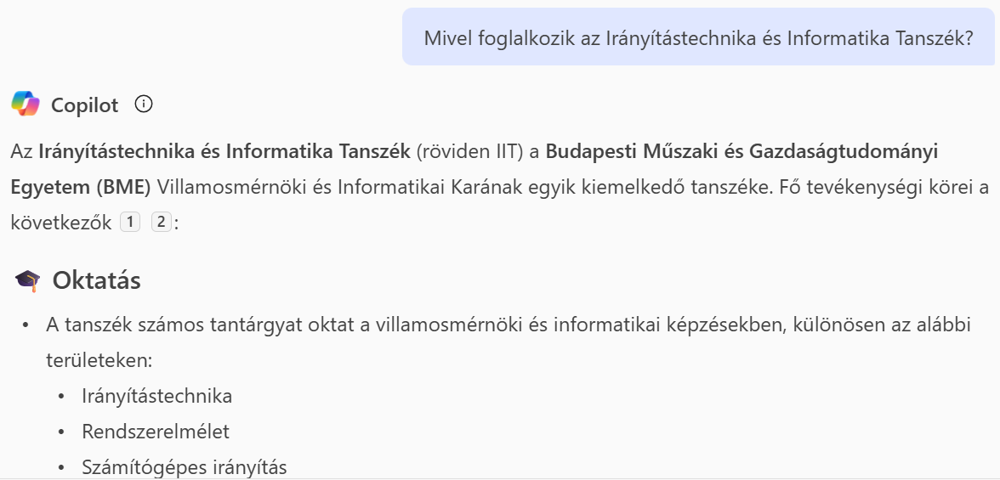 Mivel foglalkozik az Irányítástechnika és Informatika Tanszék?
Copilot
Az Irányítástechnika és Informatika Tanszék (röviden IIT) a Budapesti Műszaki és Gazdaságtudományi
Egyetem (BME) Villamosmérnöki és Informatikai Karának egyik kiemelkedő tanszéke. Fő tevékenységi körei a
következők 1 2 :
Oktatás
• A tanszék számos tantárgyat oktat a villamosmérnöki és informatikai képzésekben, különösen az alábbi
területeken:
• Irányítástechnika
• Rendszerelmélet
• Számítógépes irányítás